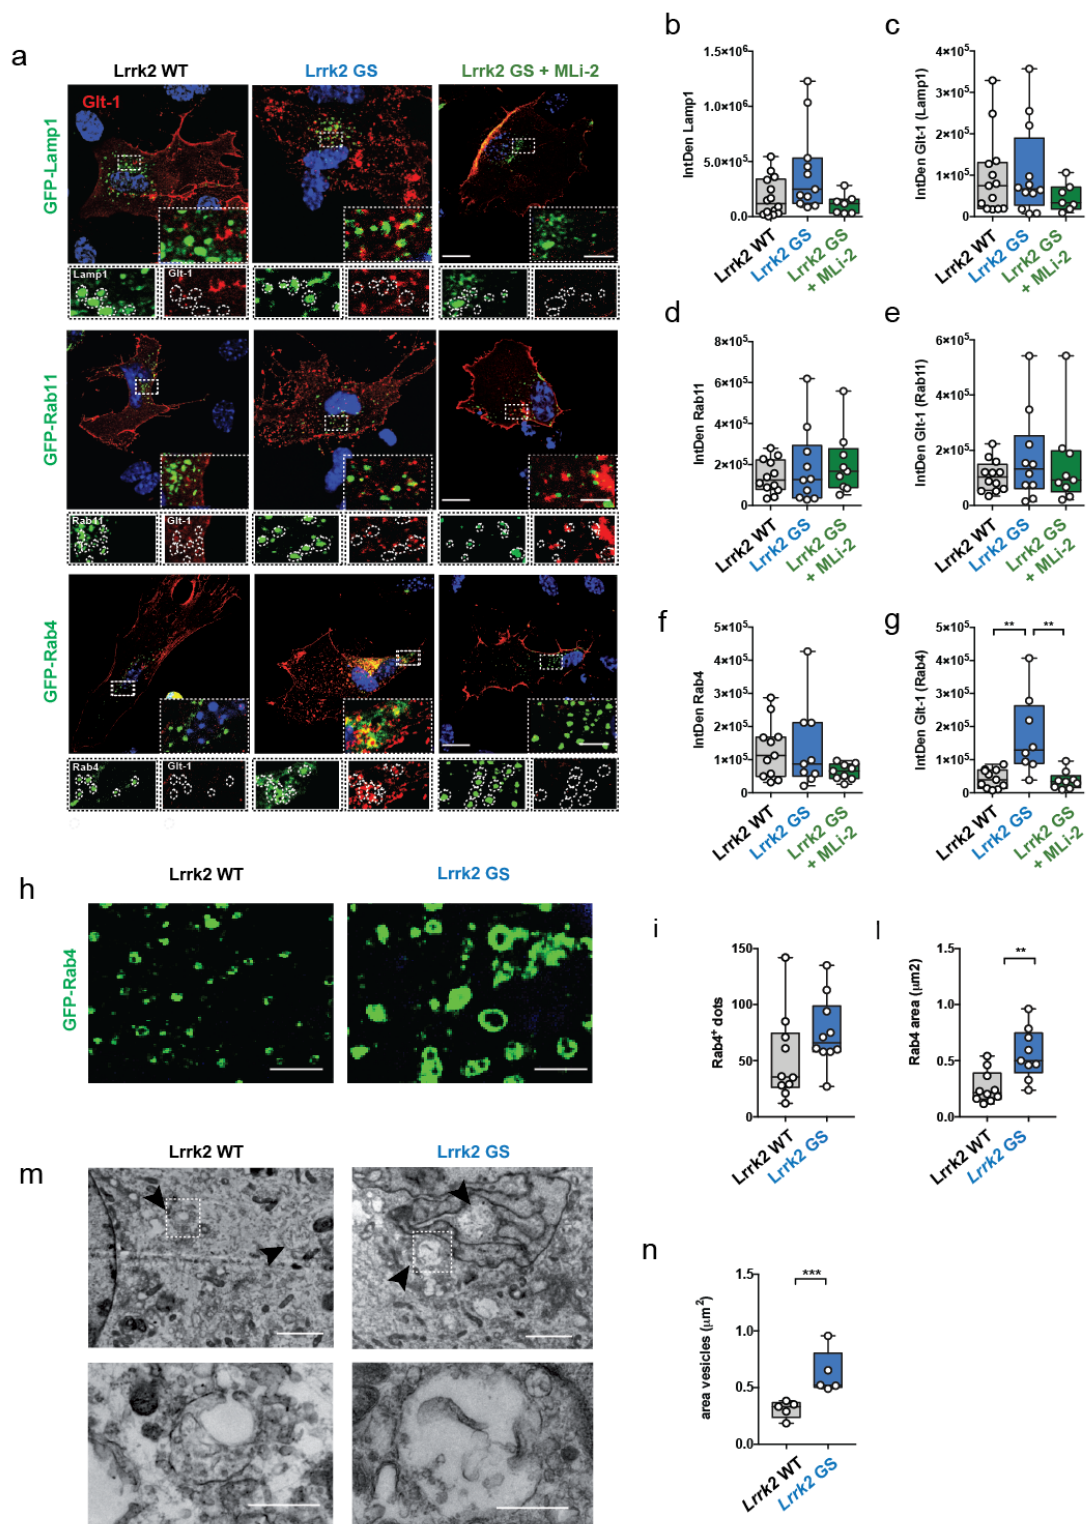 a
Lrrk2 WT
Lrrk2 GS
Lrrk2 GS + MLi-2
GFP-Lamp1
Glt-1
Lamp1
Glt-1
GFP-Rab11
Rab11
Glt-1
GFP-Rab4
Rab4
Glt-1
b
IntDen Lamp1
1.5×10⁶
1.0×10⁶
5.0×10⁵
0.0
Lrrk2 WT
Lrrk2 GS
Lrrk2 GS
+ MLi-2
c
IntDen Glt-1 (Lamp1)
4×10⁵
3×10⁵
2×10⁵
1×10⁵
0
Lrrk2 WT
Lrrk2 GS
Lrrk2 GS
+ MLi-2
d
IntDen Rab11
8×10⁵
6×10⁵
4×10⁵
2×10⁵
0
Lrrk2 WT
Lrrk2 GS
Lrrk2 GS
+ MLi-2
e
IntDen Glt-1 (Rab11)
6×10⁵
4×10⁵
2×10⁵
0
Lrrk2 WT
Lrrk2 GS
Lrrk2 GS
+ MLi-2
f
IntDen Rab4
5×10⁵
4×10⁵
3×10⁵
2×10⁵
1×10⁵
0
Lrrk2 WT
Lrrk2 GS
Lrrk2 GS
+ MLi-2
g
IntDen Glt-1 (Rab4)
5×10⁵
4×10⁵
3×10⁵
2×10⁵
1×10⁵
0
**
**
Lrrk2 WT
Lrrk2 GS
Lrrk2 GS
+ MLi-2
h
Lrrk2 WT
Lrrk2 GS
GFP-Rab4
i
Rab4⁺ dots
150
100
50
0
Lrrk2 WT
Lrrk2 GS
l
Rab4 area (μm2)
1.5
1.0
0.5
0.0
**
Lrrk2 WT
Lrrk2 GS
m
Lrrk2 WT
Lrrk2 GS
n
area vesicles (μm²)
1.5
1.0
0.5
0.0
***
Lrrk2 WT
Lrrk2 GS